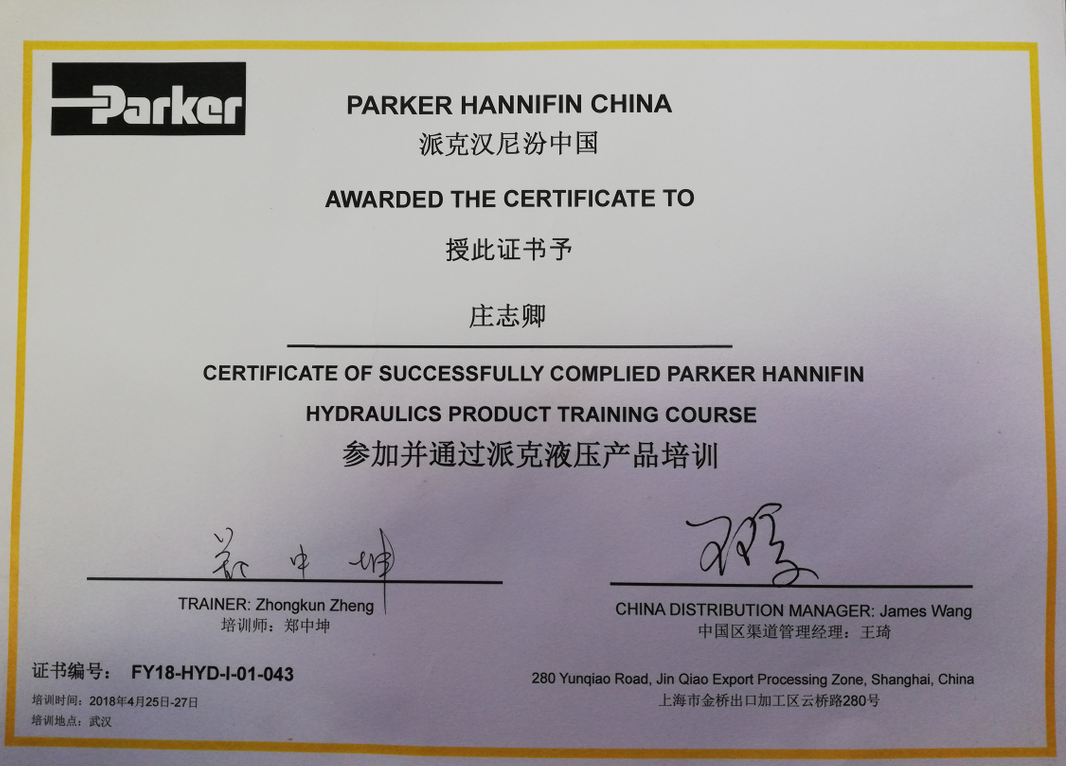 Parker
PARKER HANNIFIN CHINA
派克汉尼汾中国
AWARDED THE CERTIFICATE TO
授此证书予
庄志卿
CERTIFICATE OF SUCCESSFULLY COMPLIED PARKER HANNIFIN
HYDRAULICS PRODUCT TRAINING COURSE
参加并通过派克液压产品培训
郑中坤
王琦
TRAINER: Zhongkun Zheng
培训师：郑中坤
CHINA DISTRIBUTION MANAGER: James Wang
中国区渠道管理经理：王琦
证书编号： FY18-HYD-I-01-043
培训时间：2018年4月25日-27日
培训地点：武汉
280 Yunqiao Road, Jin Qiao Export Processing Zone, Shanghai, China
上海市金桥出口加工区云桥路280号